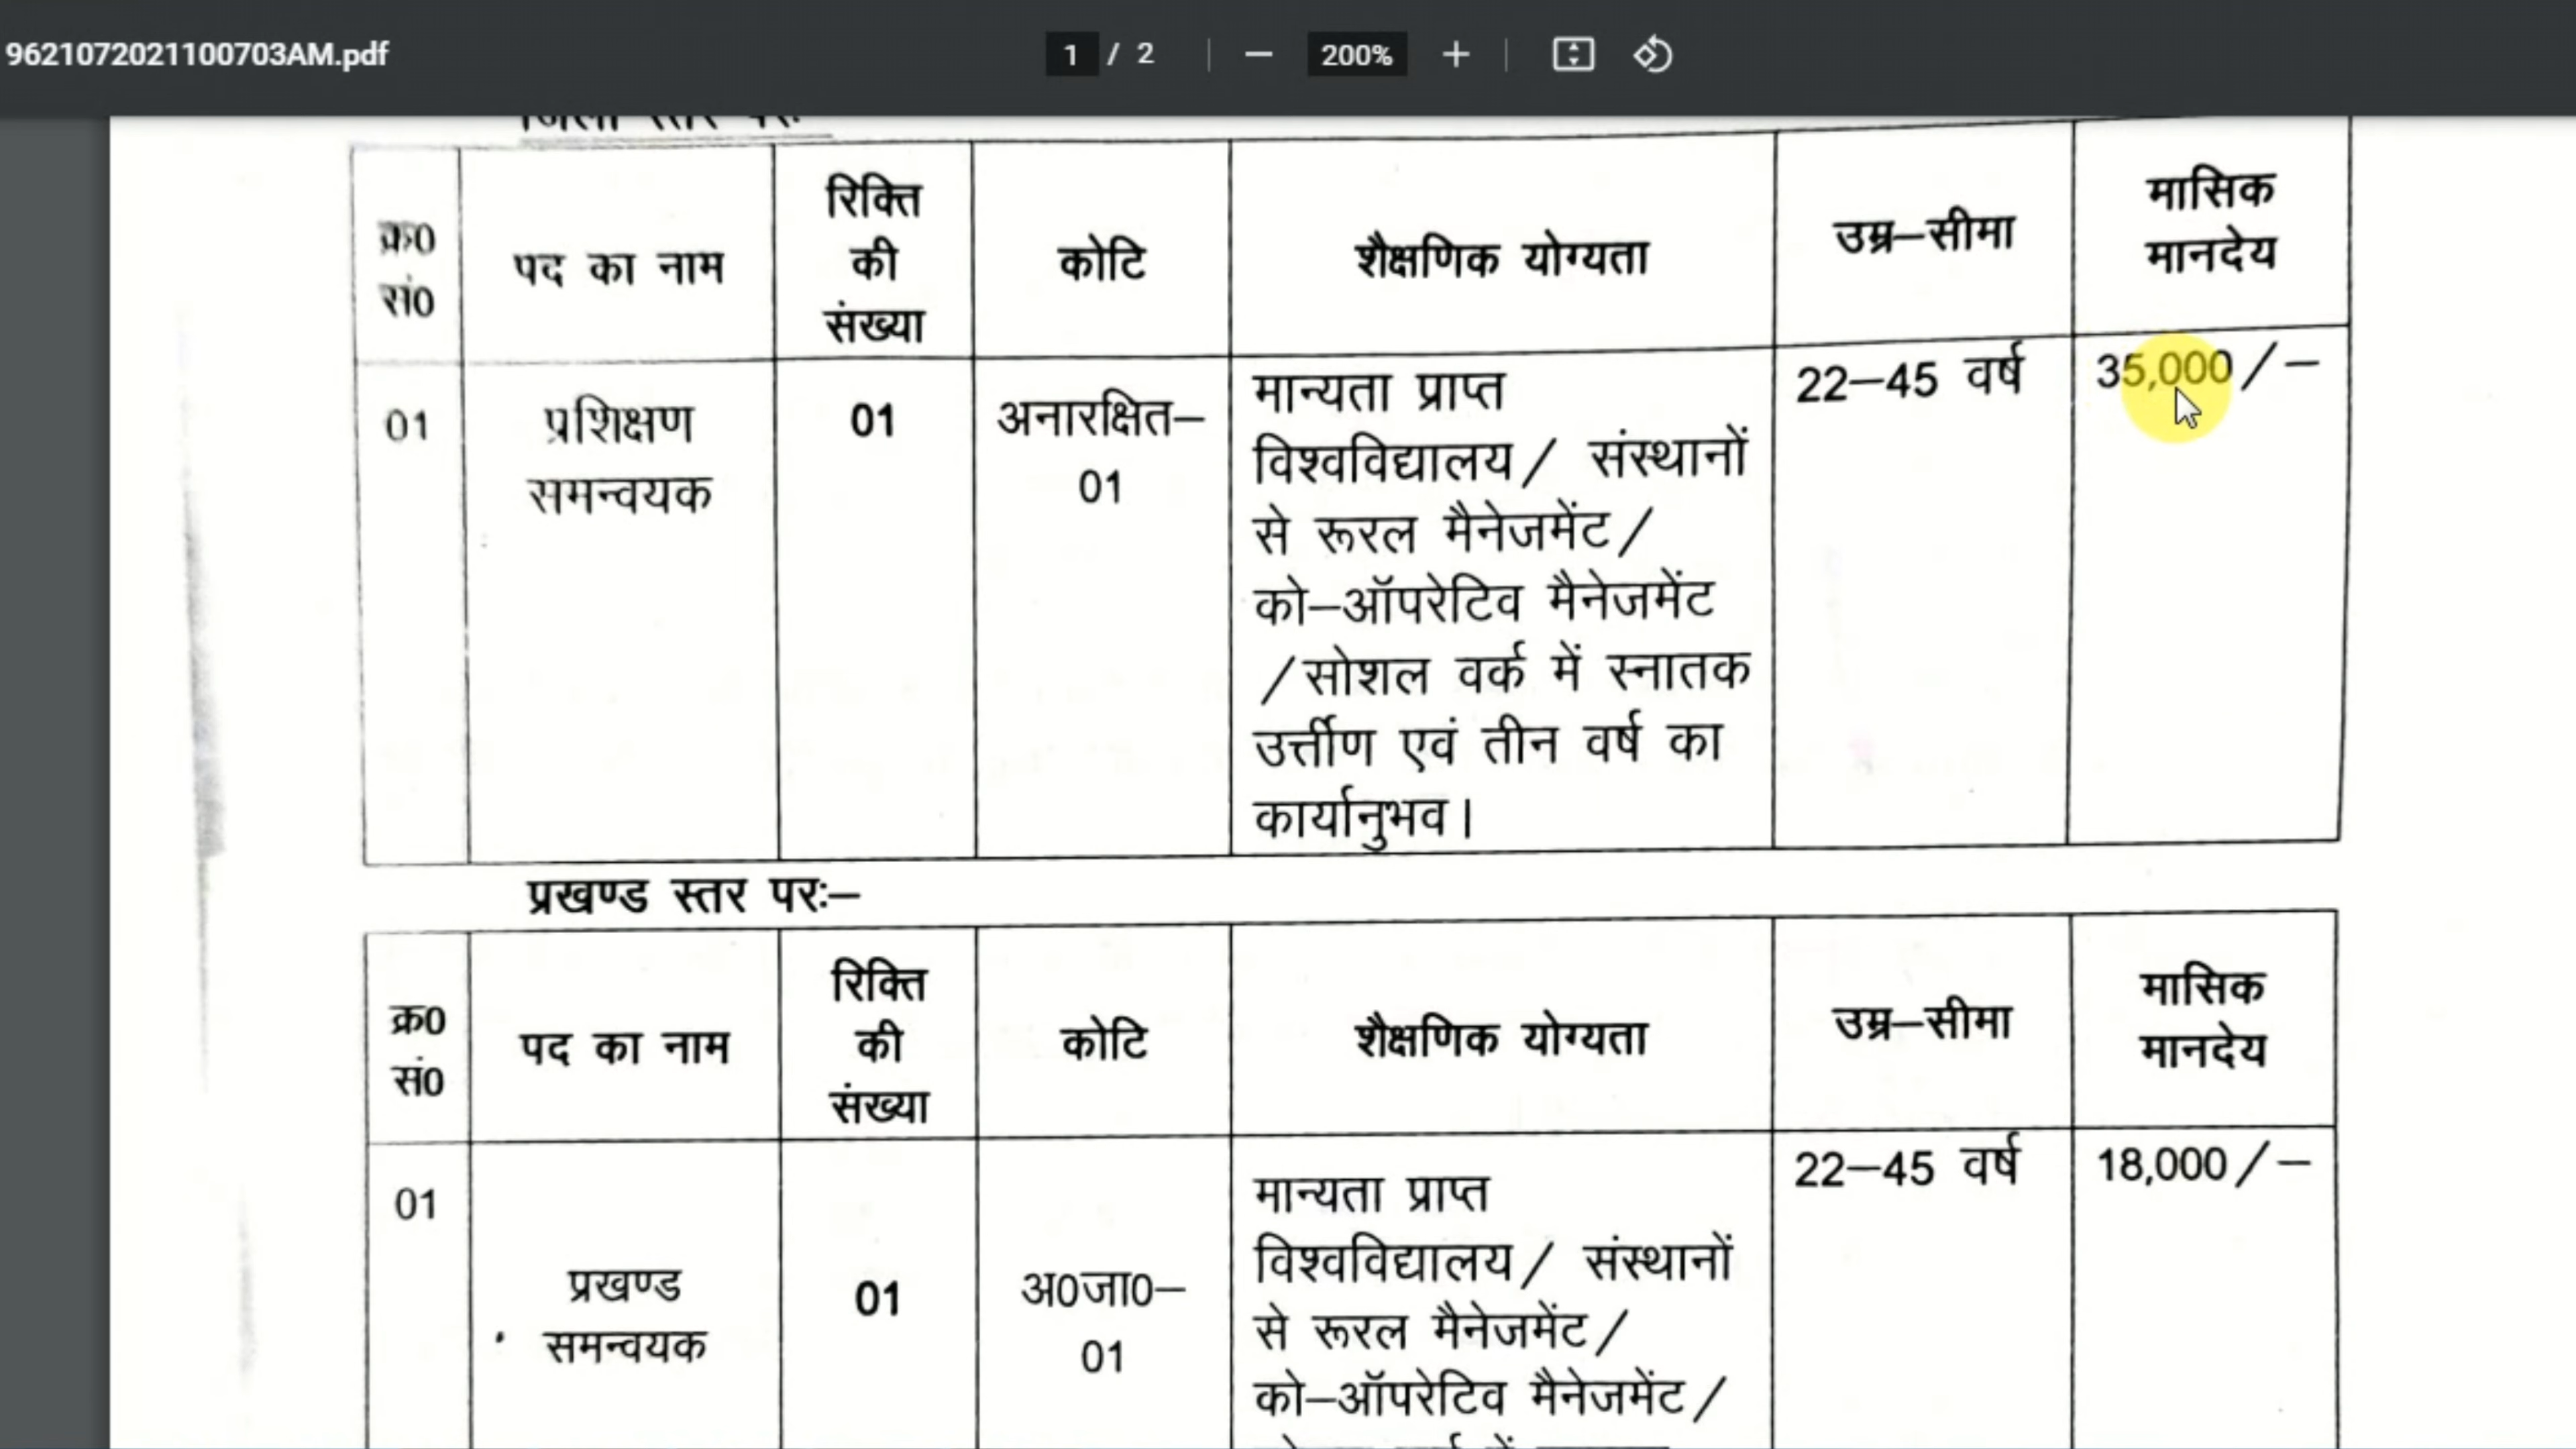 9621072021100703AM.pdf
1 / 2
200%
जिला स्तर परः
क्र0 सं0
पद का नाम
रिक्ति की संख्या
कोटि
शैक्षणिक योग्यता
उम्र–सीमा
मासिक मानदेय
01
प्रशिक्षण
समन्वयक
01
अनारक्षित–
01
मान्यता प्राप्त
विश्वविद्यालय/ संस्थानों
से रूरल मैनेजमेंट/
को–ऑपरेटिव मैनेजमेंट
/सोशल वर्क में स्नातक
उर्त्तीण एवं तीन वर्ष का
कार्यानुभव।
22–45 वर्ष
35,000/–
प्रखण्ड स्तर परः–
क्र0 सं0
पद का नाम
रिक्ति की संख्या
कोटि
शैक्षणिक योग्यता
उम्र–सीमा
मासिक मानदेय
01
प्रखण्ड
समन्वयक
01
अ0जा0–
01
मान्यता प्राप्त
विश्वविद्यालय/ संस्थानों
से रूरल मैनेजमेंट/
को–ऑपरेटिव मैनेजमेंट/
22–45 वर्ष
18,000/–